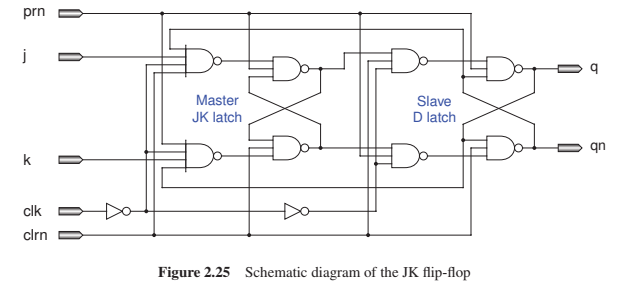 prn
j
q
Master
JK latch
Slave
D latch
qn
k
clk
clrn
Figure 2.25 Schematic diagram of the JK flip-flop